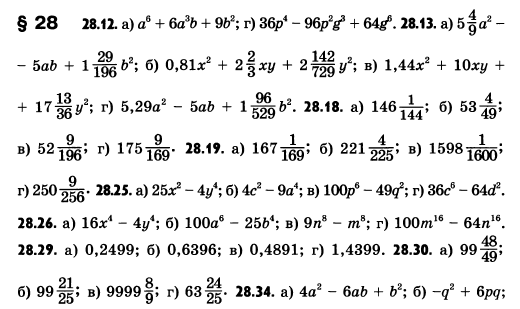 § 28 28.12. а) a⁶ + 6a³b + 9b²; г) 36p⁴ – 96p²g³ + 64g⁶. 28.13. а) 5 4/9 a² –
– 5ab + 1 29/196 b²; б) 0,81x² + 2 2/3 xy + 2 142/729 y²; в) 1,44x² + 10xy +
+ 17 13/36 y²; г) 5,29a² – 5ab + 1 96/529 b². 28.18. а) 146 1/144; б) 53 4/49;
в) 52 9/196; г) 175 9/169. 28.19. а) 167 1/169; б) 221 4/225; в) 1598 1/1600;
г) 250 9/256. 28.25. а) 25x² – 4y⁴; б) 4c² – 9a⁴; в) 100p⁶ – 49q²; г) 36c⁶ – 64d².
28.26. а) 16x⁴ – 4y⁴; б) 100a⁶ – 25b⁴; в) 9n⁸ – m⁸; г) 100m¹⁶ – 64n¹⁶.
28.29. а) 0,2499; б) 0,6396; в) 0,4891; г) 1,4399. 28.30. а) 99 48/49;
б) 99 21/25; в) 9999 8/9; г) 63 24/25. 28.34. а) 4a² – 6ab + b²; б) –q² + 6pq;